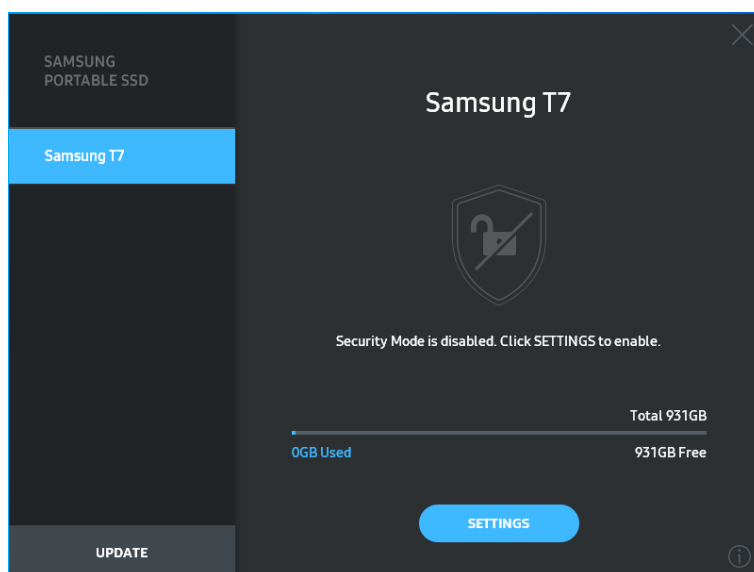 SAMSUNG
PORTABLE SSD
Samsung T7
Samsung T7
Security Mode is disabled. Click SETTINGS to enable.
Total 931GB
0GB Used
931GB Free
SETTINGS
UPDATE